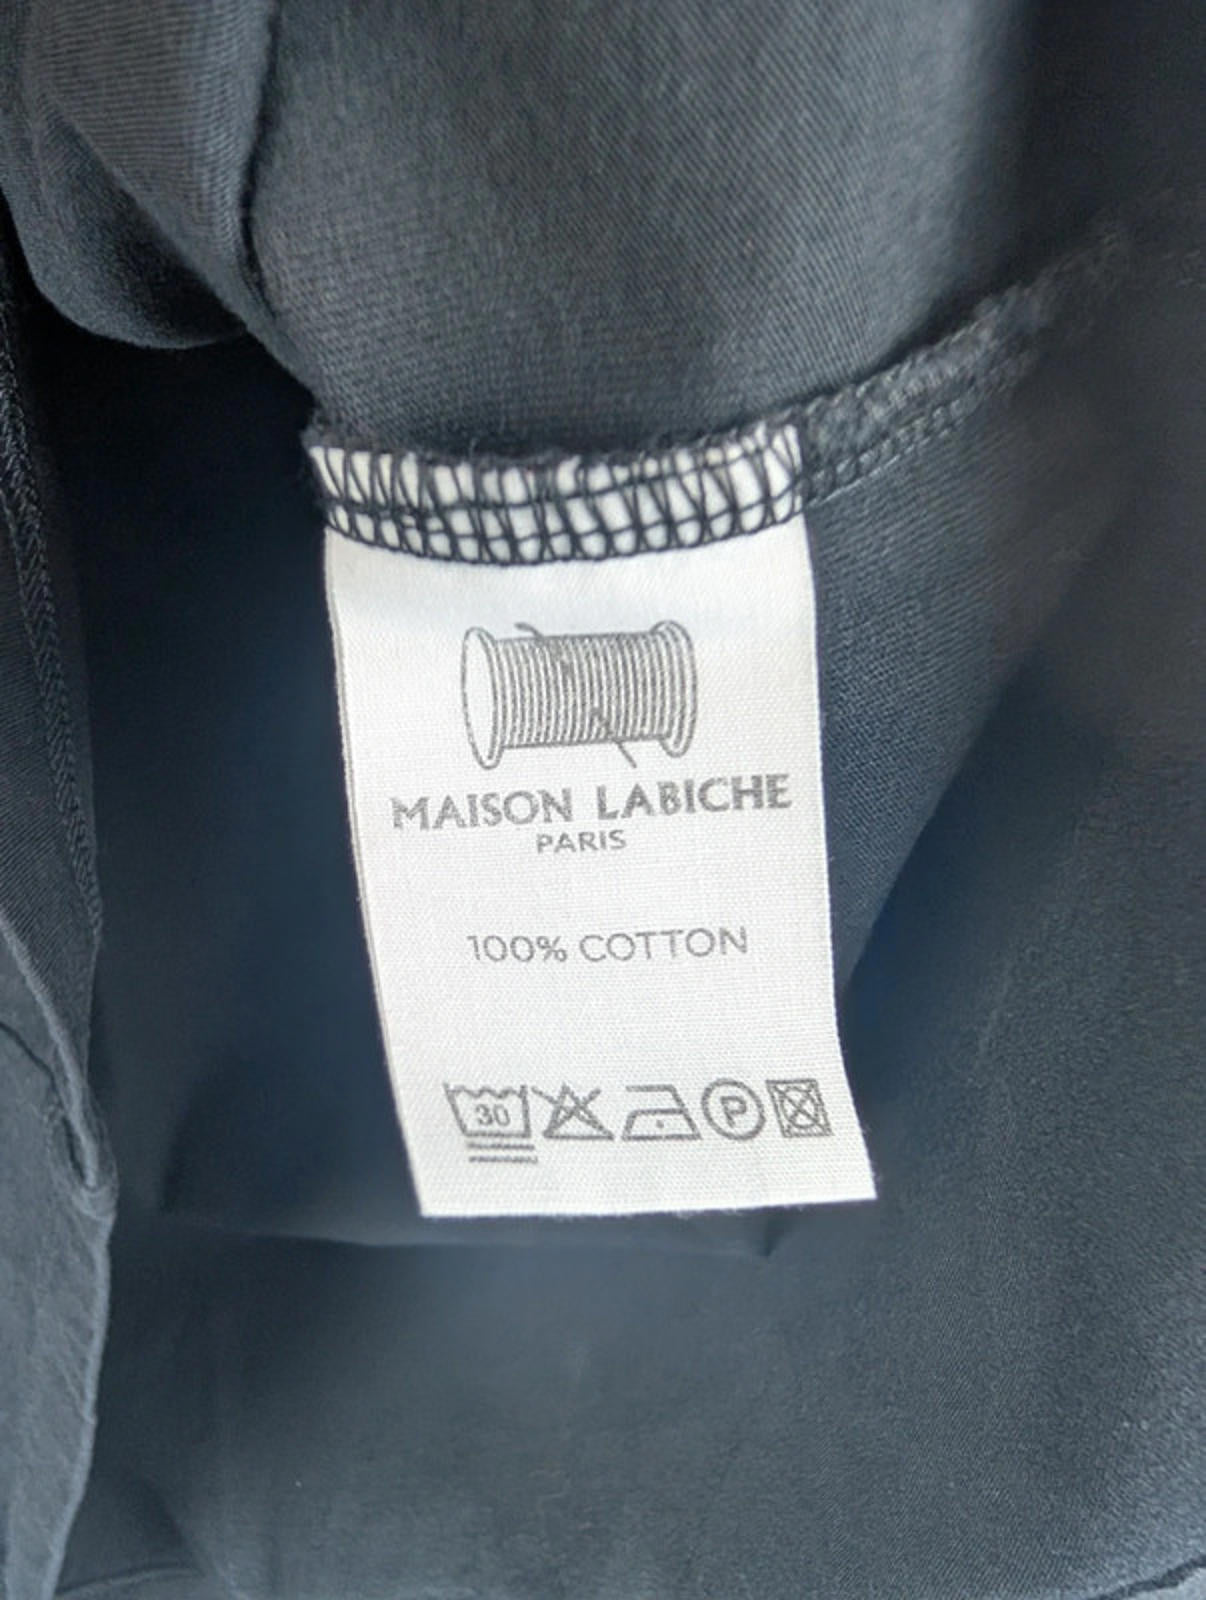 MAISON LABICHE
PARIS
100% COTTON
30 P